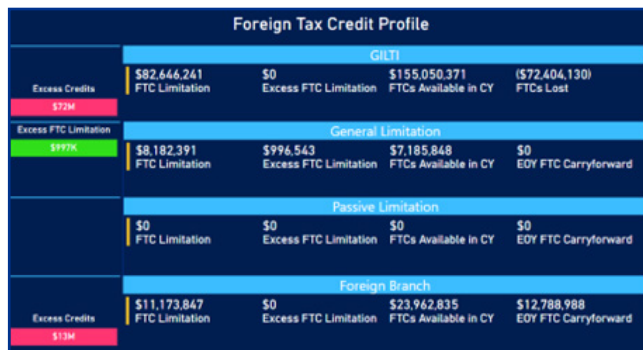 Foreign Tax Credit Profile
GILTI
$82,646,241 $0 $155,050,371 ($72,404,130)
Excess Credits FTC Limitation Excess FTC Limitation FTCs Available in CY FTCs Lost
$72M
Excess FTC Limitation General Limitation
$997K $8,182,391 $996,543 $7,185,848 $0
FTC Limitation Excess FTC Limitation FTCs Available in CY EOY FTC Carryforward
Passive Limitation
$0 $0 $0 $0
FTC Limitation Excess FTC Limitation FTCs Available in CY EOY FTC Carryforward
Foreign Branch
$11,173,847 $0 $23,962,835 $12,788,988
Excess Credits FTC Limitation Excess FTC Limitation FTCs Available in CY EOY FTC Carryforward
$13M